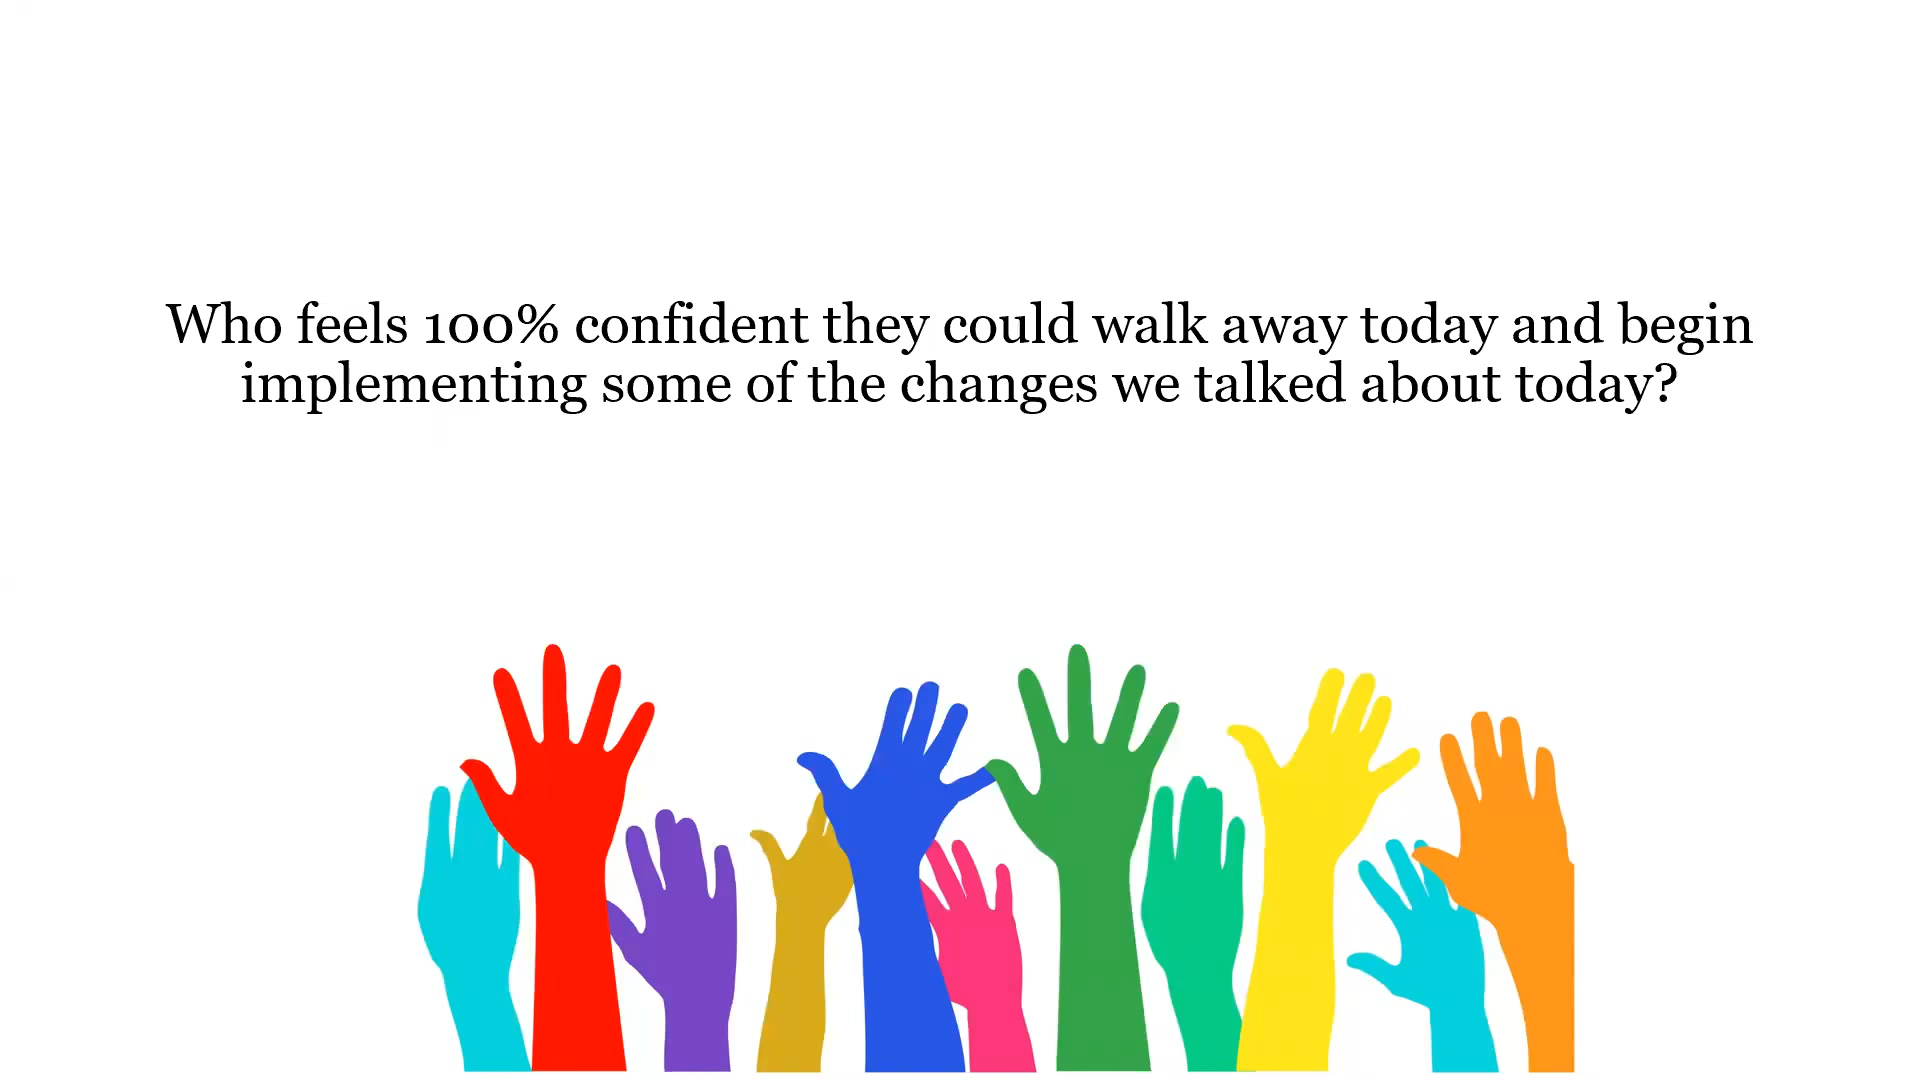 Who feels 100% confident they could walk away today and begin
implementing some of the changes we talked about today?